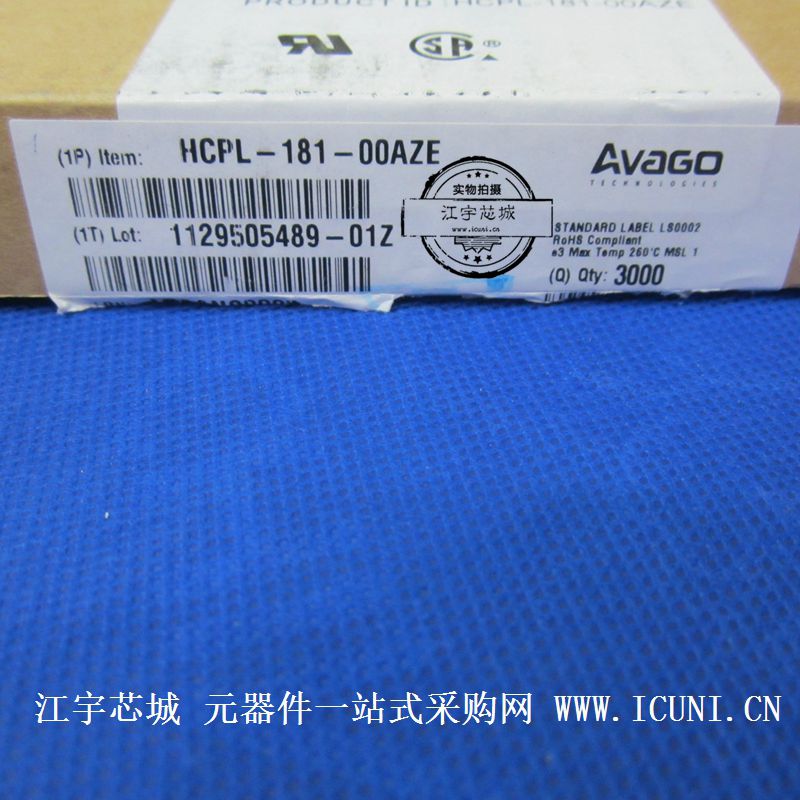 PRODUCT ID :HCPL-181-00AZE
(1P) Item: HCPL-181-00AZE
AVAGO
TECHNOLOGIES
实物拍摄
江宇芯城
www.icuni.cn
(1T) Lot: 1129505489-01Z
STANDARD LABEL LS0002
RoHS Compliant
e3 Max Temp 260°C MSL 1
(Q) Qty: 3000
江宇芯城 元器件一站式采购网 WWW.ICUNI.CN